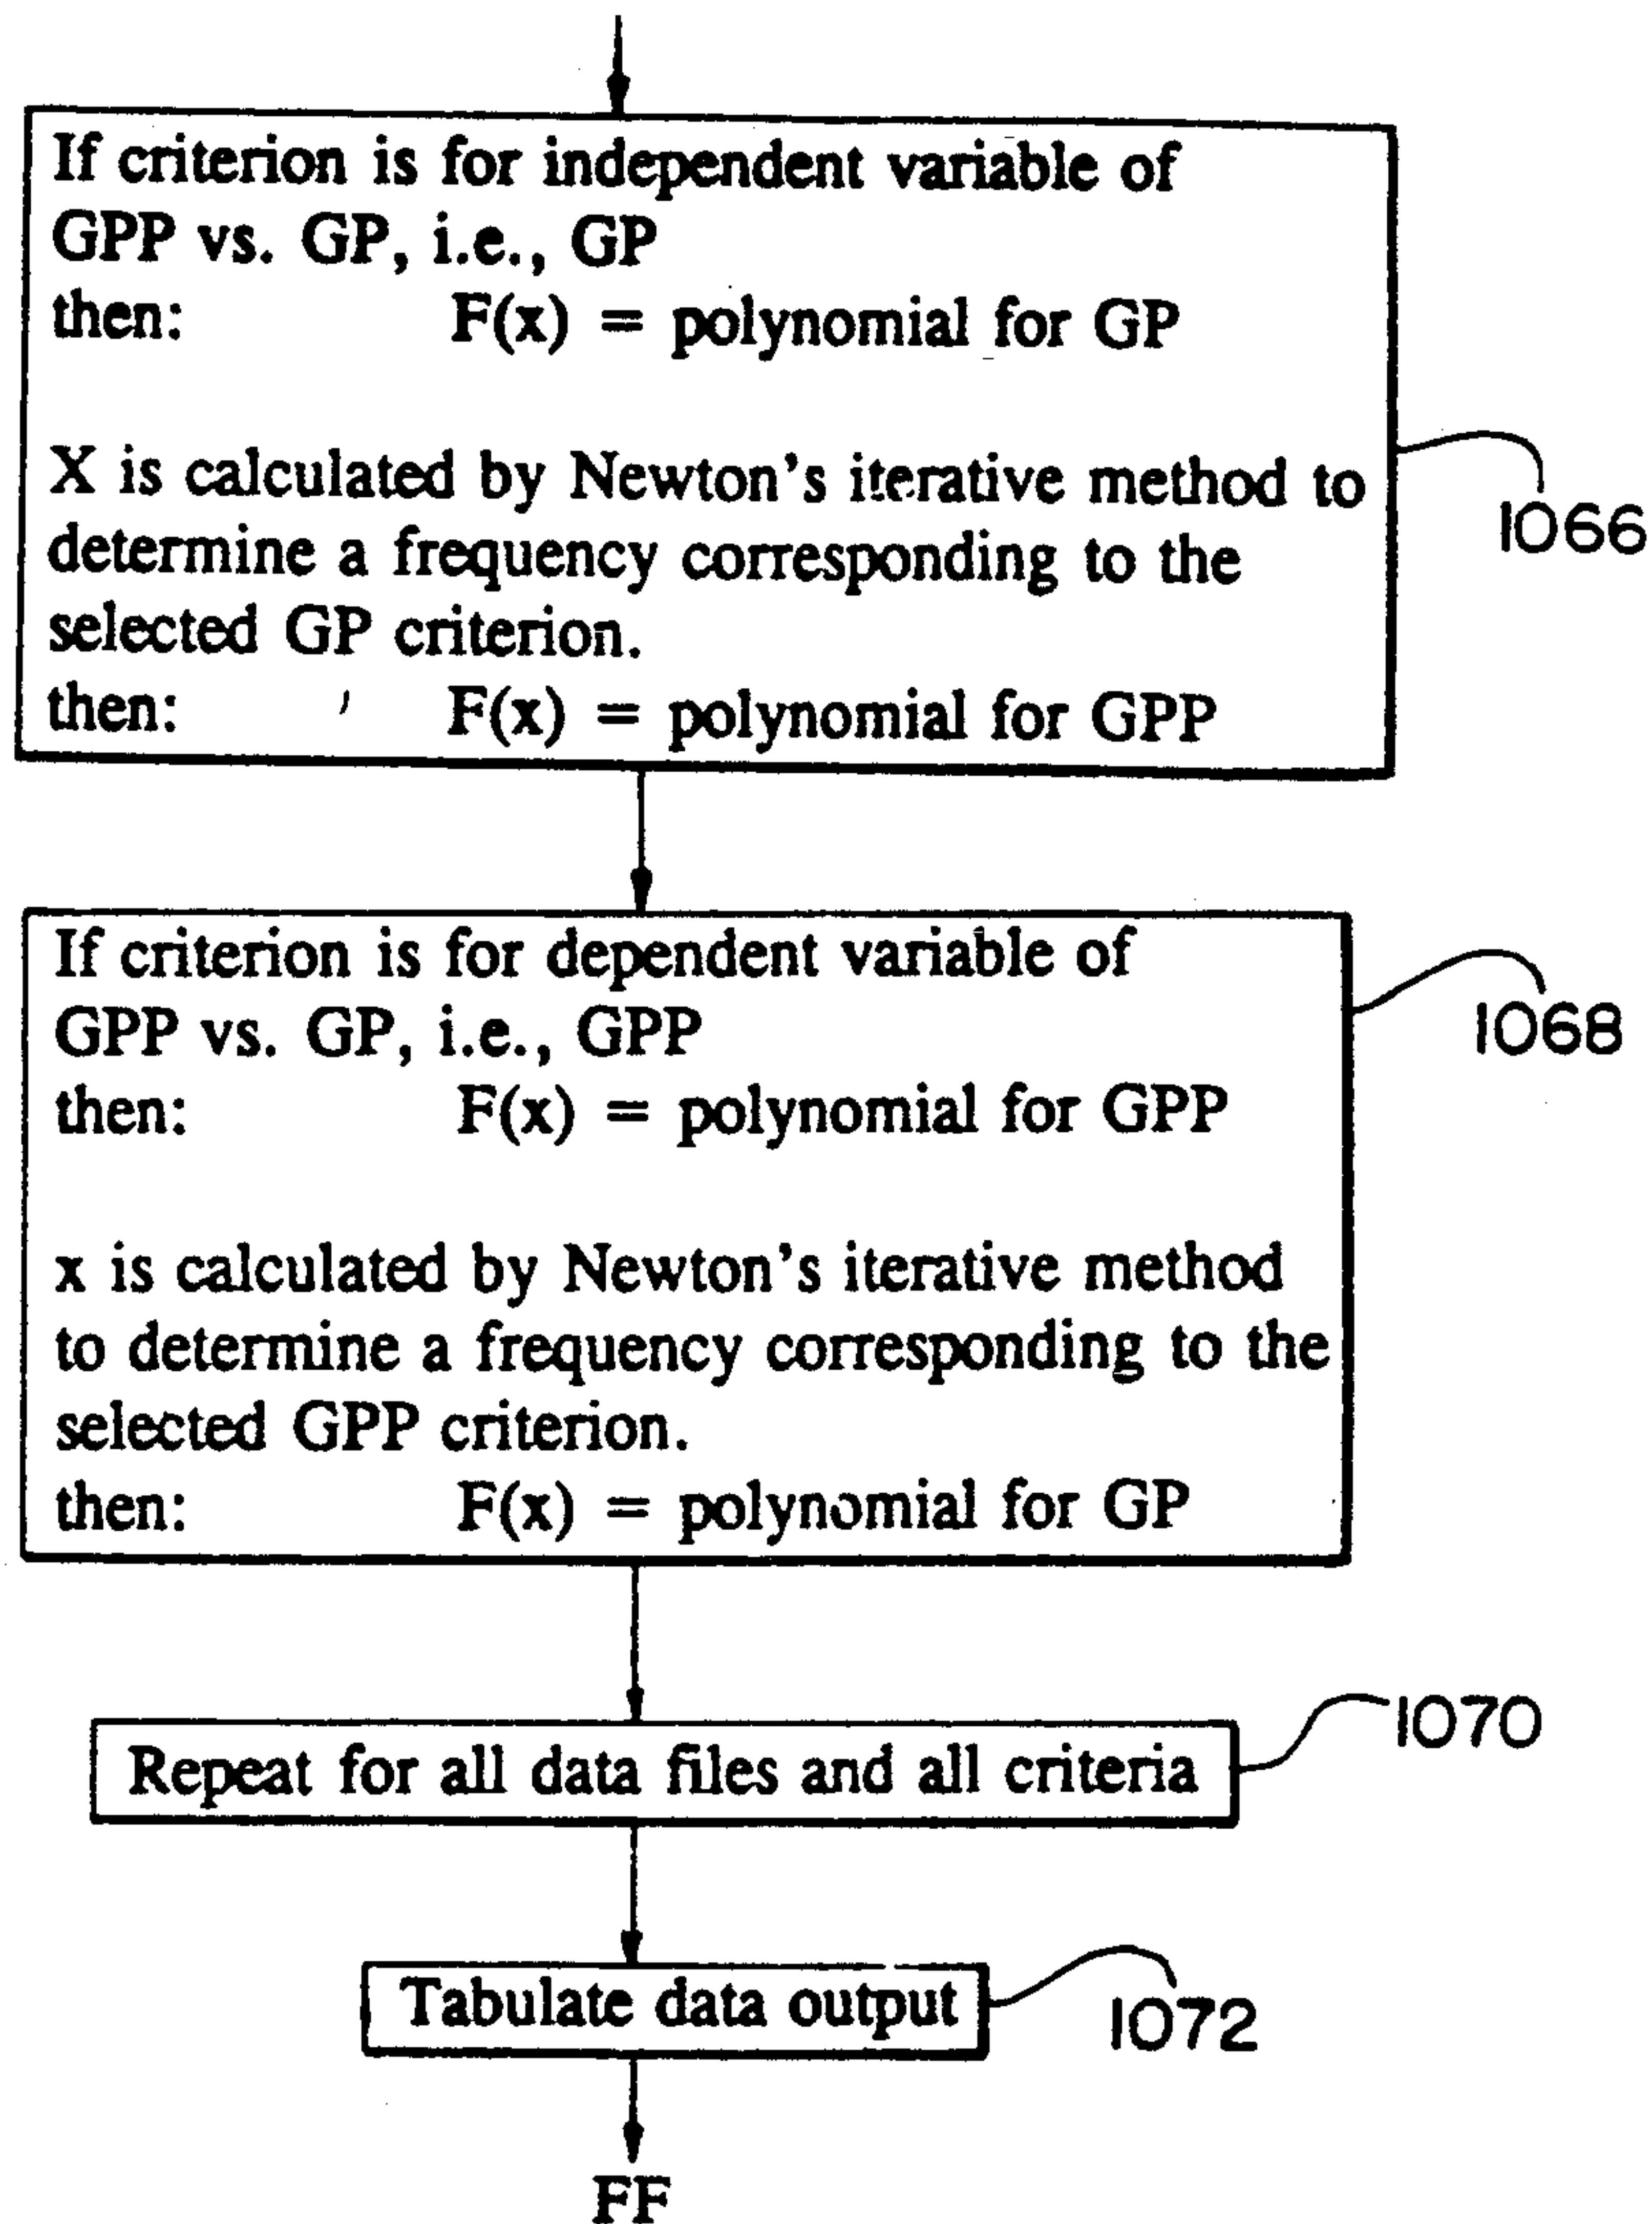 If criterion is for independent variable of
GPP vs. GP, i.e., GP
then: F(x) = polynomial for GP
X is calculated by Newton's iterative method to
determine a frequency corresponding to the
selected GP criterion.
then: F(x) = polynomial for GPP
1066
If criterion is for dependent variable of
GPP vs. GP, i.e., GPP
then: F(x) = polynomial for GPP
x is calculated by Newton's iterative method
to determine a frequency corresponding to the
selected GPP criterion.
then: F(x) = polynomial for GP
1068
Repeat for all data files and all criteria
1070
Tabulate data output
1072
FF